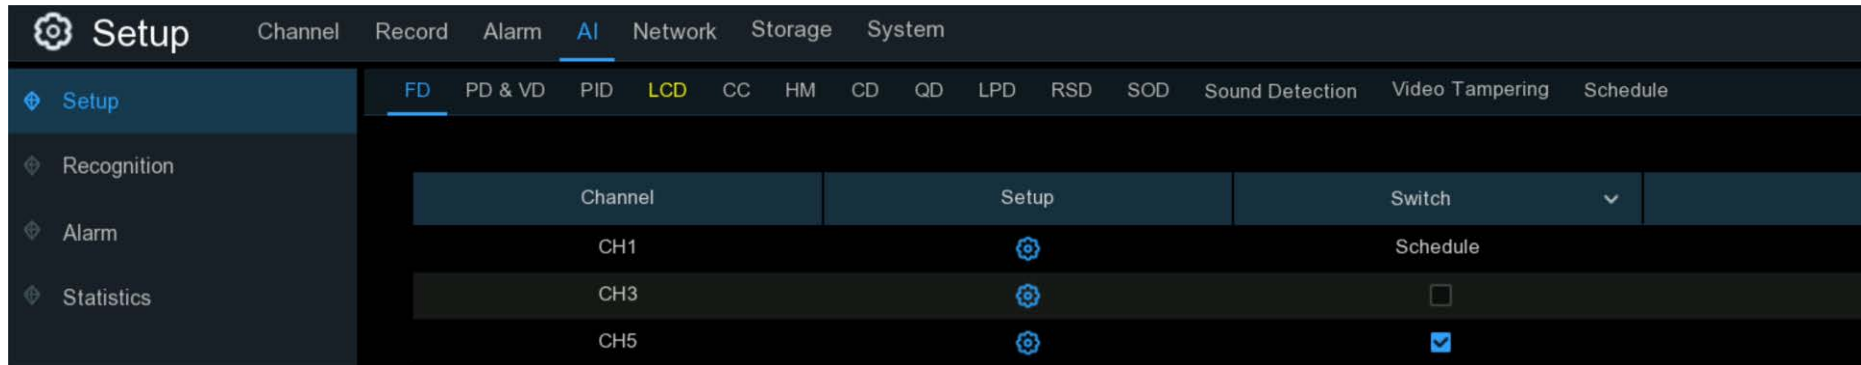 Setup Channel Record Alarm AI Network Storage System
Setup
Recognition
Alarm
Statistics
FD PD & VD PID LCD CC HM CD QD LPD RSD SOD Sound Detection Video Tampering Schedule
Channel Setup Switch
CH1 Schedule
CH3
CH5